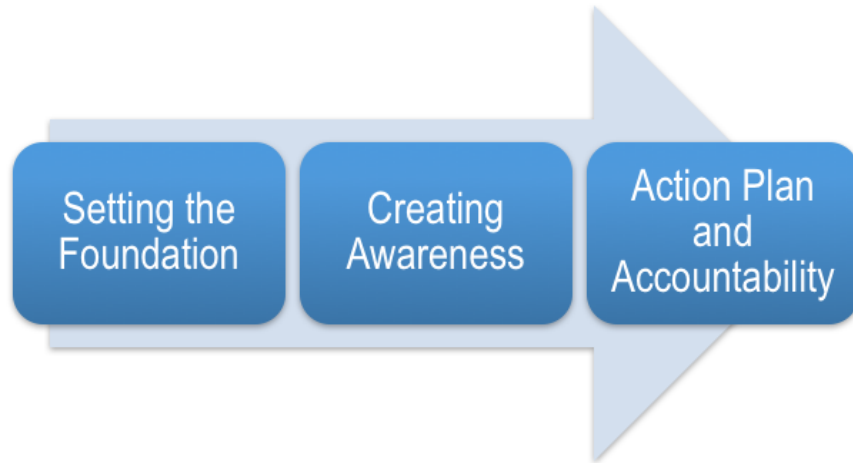 Setting the
Foundation
Creating
Awareness
Action Plan
and
Accountability